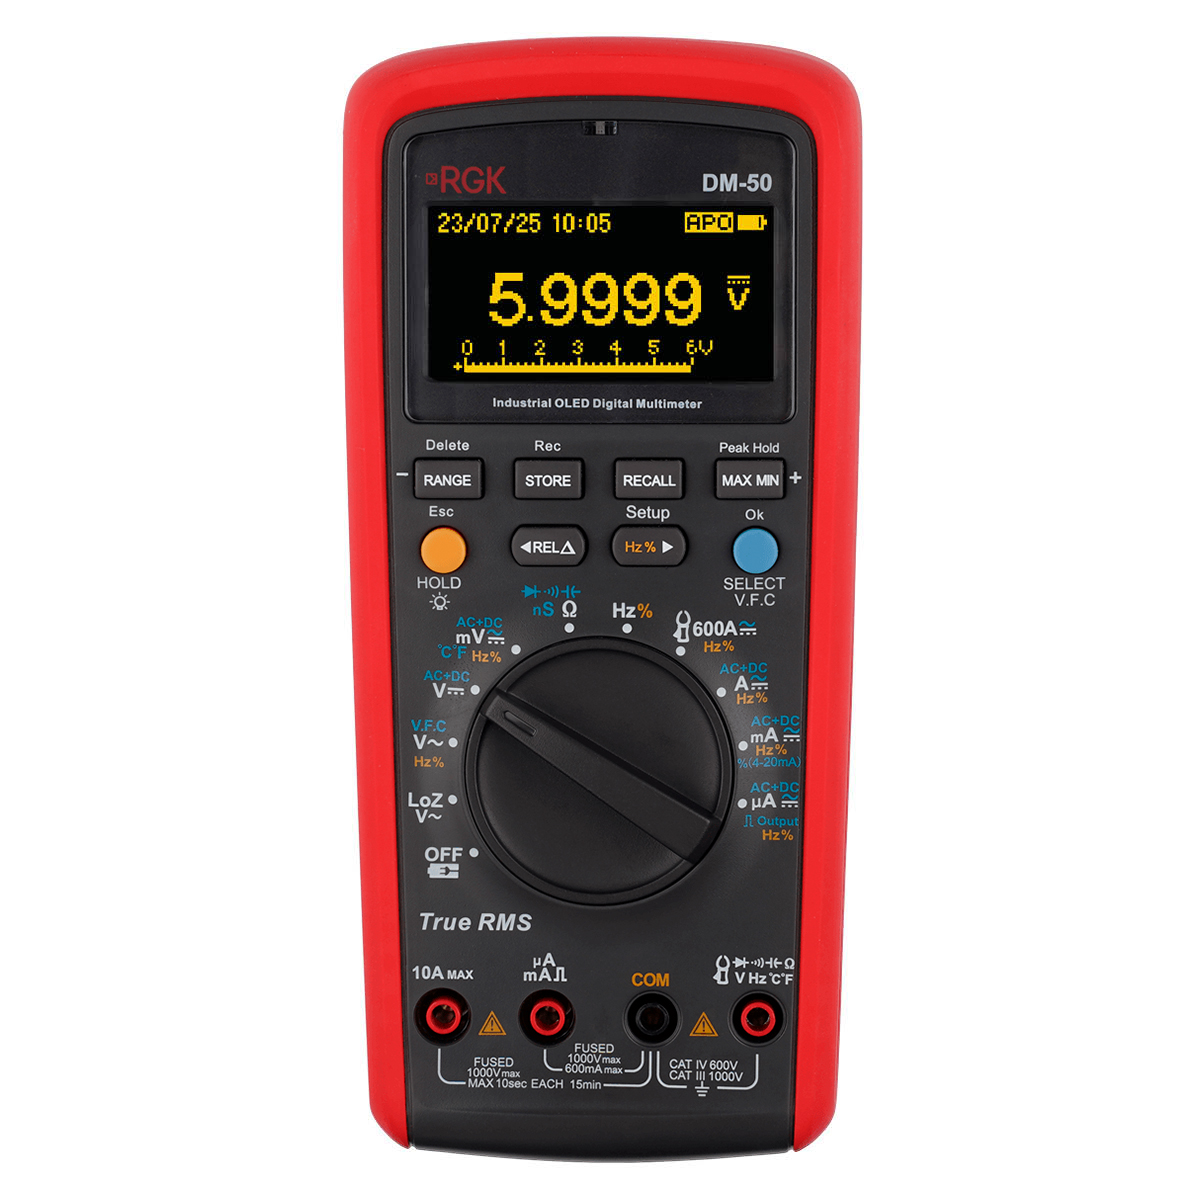 RGK
DM-50
23/07/25 10:05 APO
5.9999 V
0 1 2 3 4 5 6V
+
Industrial OLED Digital Multimeter
Delete Rec Peak Hold
− RANGE STORE RECALL MAX MIN +
Esc Setup Ok
◀REL△ Hz% ▶
HOLD SELECT
V.F.C
nS Ω Hz% 600A
Hz%
AC+DC
mV
°C°F Hz%
AC+DC
V
V.F.C
V~
Hz%
LoZ
V~
OFF
AC+DC
A
Hz%
AC+DC
mA
Hz%
%(4-20mA)
AC+DC
µA
Output
Hz%
True RMS
10A MAX
µA
mA
COM
Ω
V Hz °C°F
FUSED
1000Vmax
MAX 10sec EACH 15min
FUSED
1000Vmax
600mA max
CAT IV 600V
CAT III 1000V